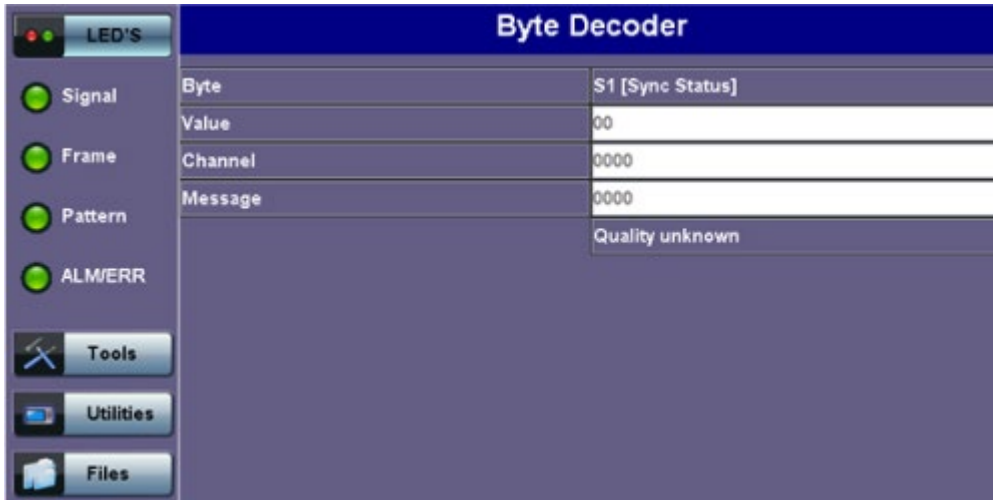 LED'S
Byte Decoder
Signal
Frame
Pattern
ALM/ERR
Tools
Utilities
Files
Byte S1 [Sync Status]
Value 00
Channel 0000
Message 0000
Quality unknown